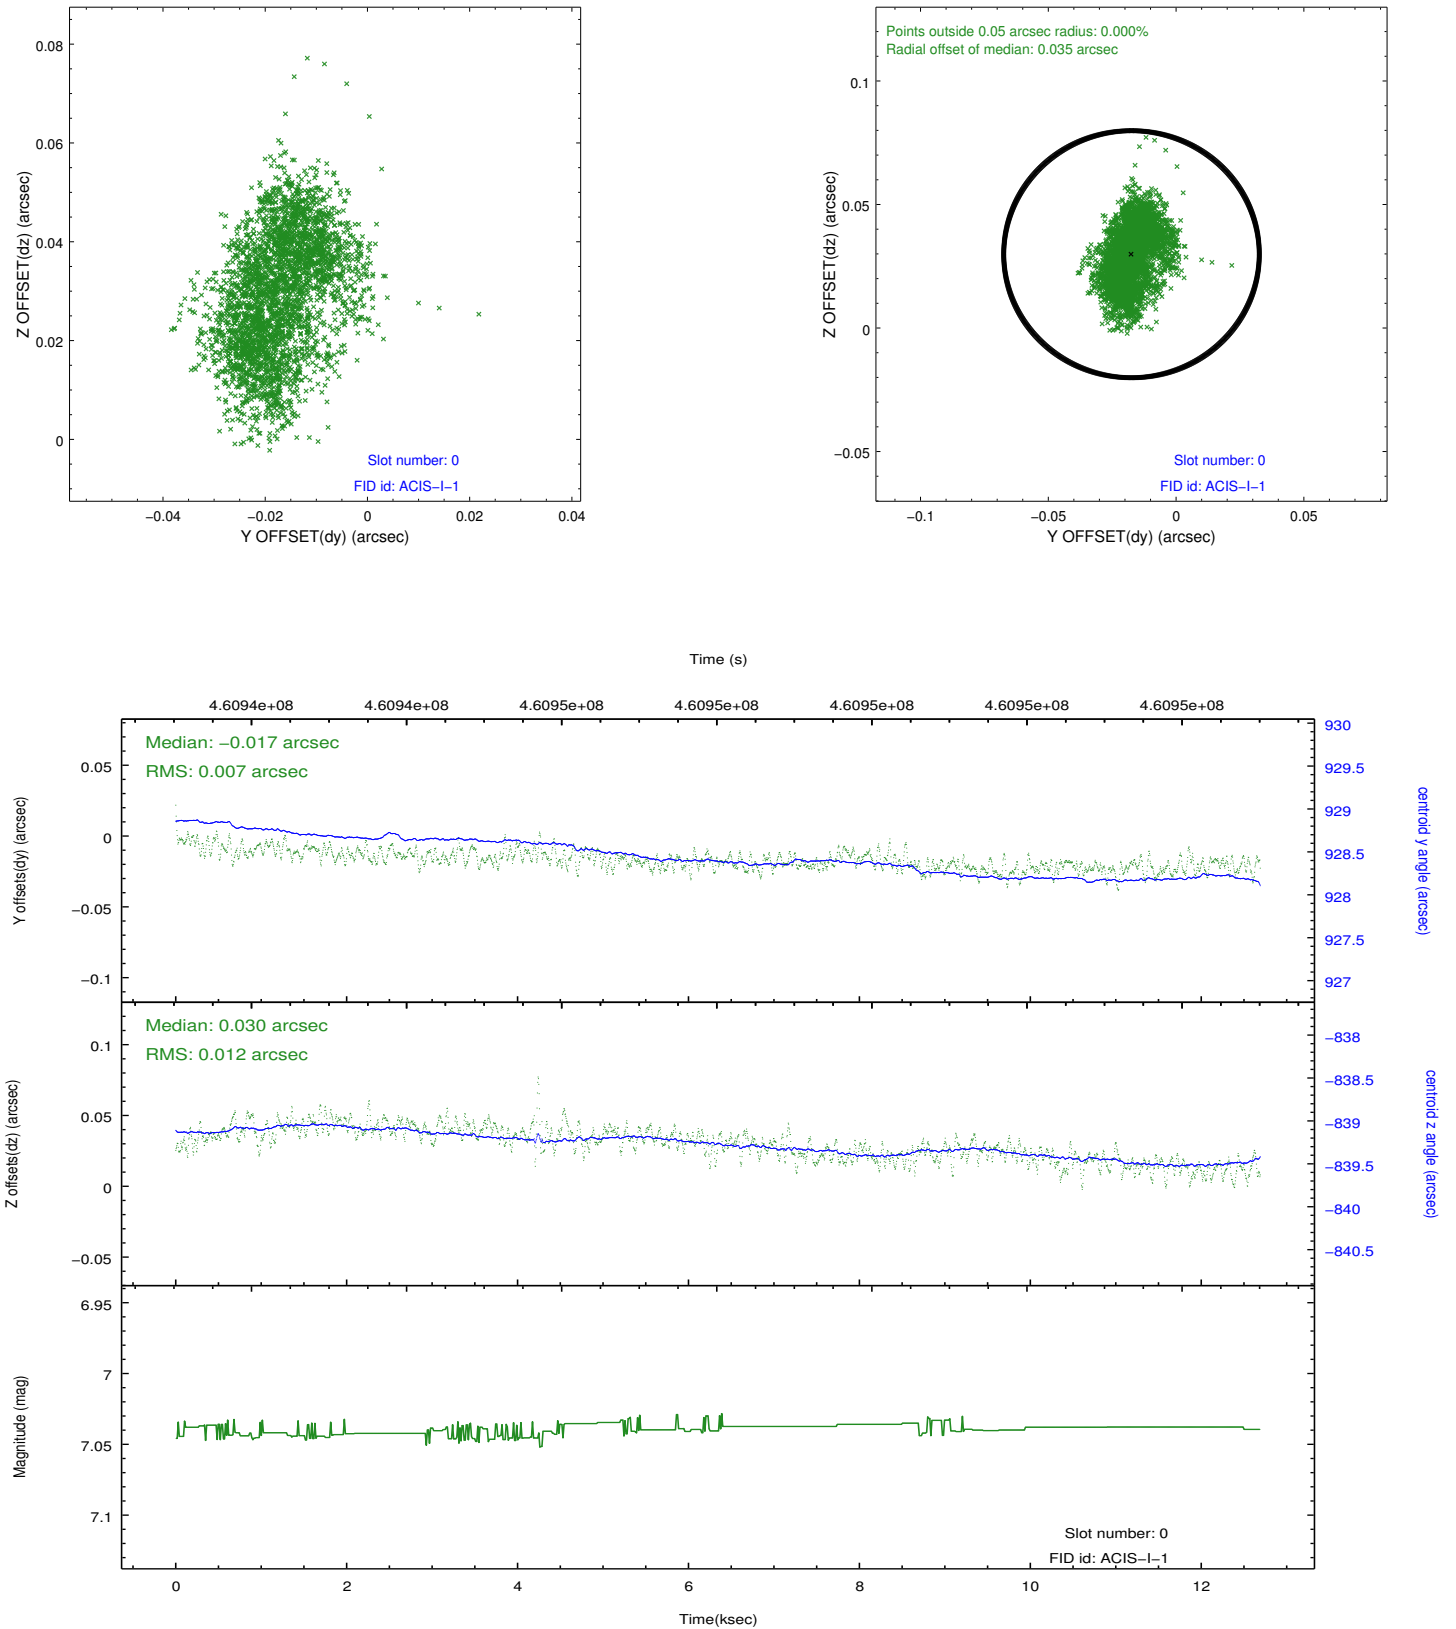 0.08
0.06
0.04
0.02
0
Z OFFSET(dz) (arcsec)
Slot number: 0
FID id: ACIS−I−1
−0.04 −0.02 0 0.02 0.04
Y OFFSET(dy) (arcsec)
Points outside 0.05 arcsec radius: 0.000%
Radial offset of median: 0.035 arcsec
0.1
0.05
0
−0.05
Z OFFSET(dz) (arcsec)
Slot number: 0
FID id: ACIS−I−1
−0.1 −0.05 0 0.05
Y OFFSET(dy) (arcsec)
Time (s)
4.6094e+08 4.6094e+08 4.6095e+08 4.6095e+08 4.6095e+08 4.6095e+08 4.6095e+08
Median: −0.017 arcsec
RMS: 0.007 arcsec
0.05
0
−0.05
−0.1
Y offsets(dy) (arcsec)
930
929.5
929
928.5
928
927.5
927
centroid y angle (arcsec)
Median: 0.030 arcsec
RMS: 0.012 arcsec
0.1
0.05
0
−0.05
Z offsets(dz) (arcsec)
−838
−838.5
−839
−839.5
−840
−840.5
centroid z angle (arcsec)
6.95
7
7.05
7.1
Magnitude (mag)
Slot number: 0
FID id: ACIS−I−1
0 2 4 6 8 10 12
Time(ksec)